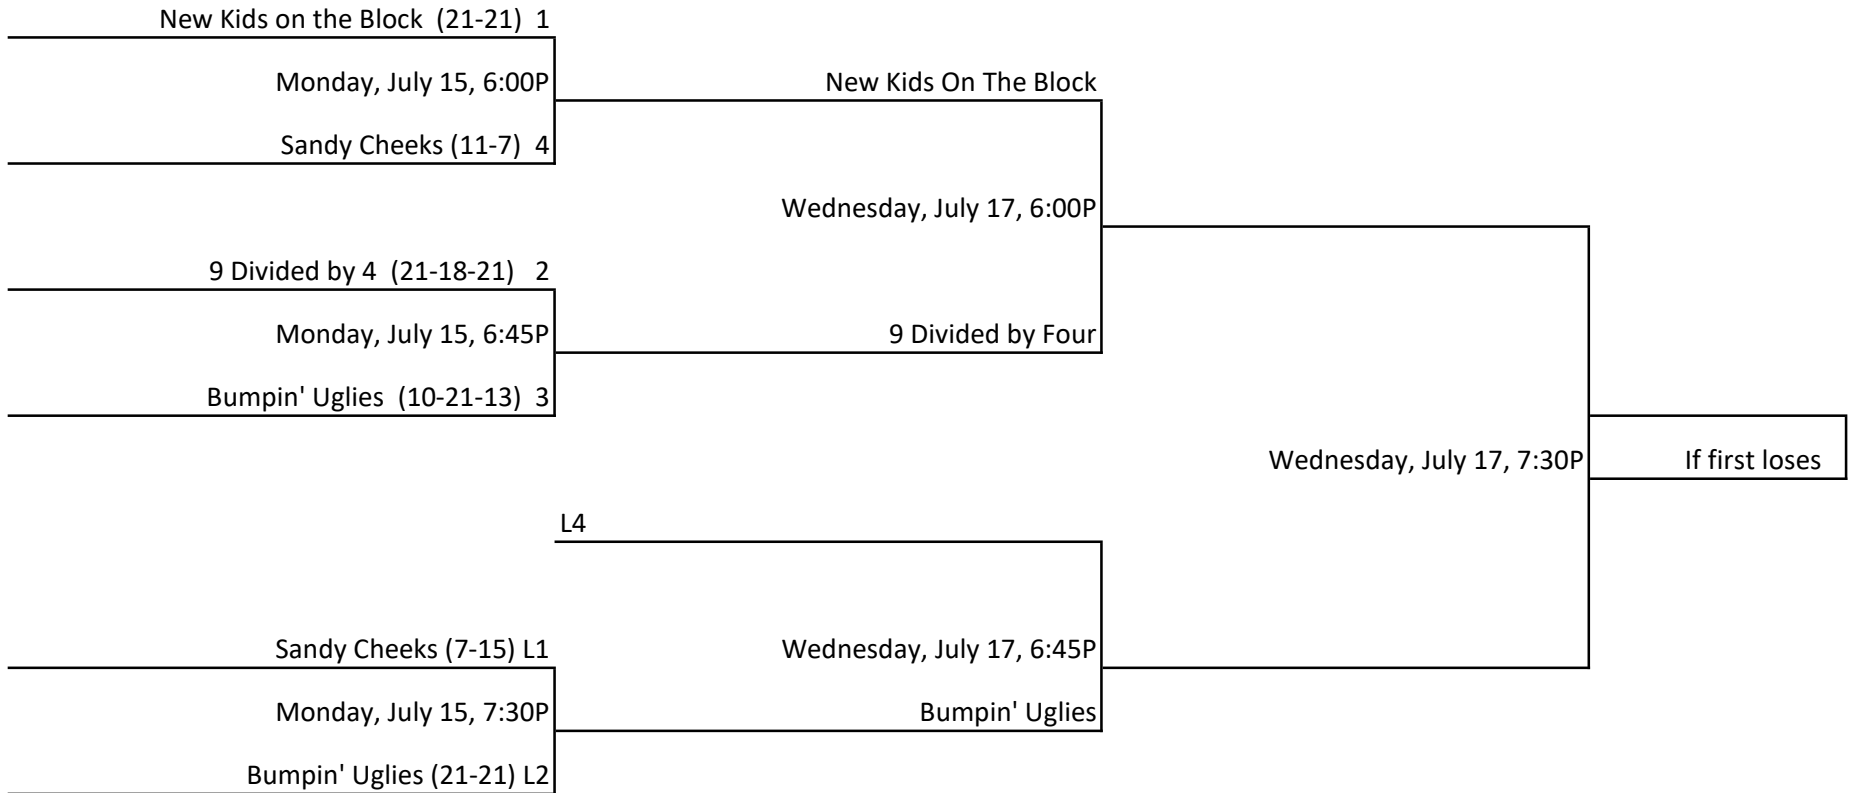 New Kids on the Block  (21-21)  1
Monday, July 15, 6:00P
New Kids On The Block
Sandy Cheeks (11-7)  4
Wednesday, July 17, 6:00P
9 Divided by 4  (21-18-21)   2
Monday, July 15, 6:45P
9 Divided by Four
Bumpin' Uglies  (10-21-13)  3
Wednesday, July 17, 7:30P
If first loses
L4
Sandy Cheeks (7-15) L1
Wednesday, July 17, 6:45P
Monday, July 15, 7:30P
Bumpin' Uglies
Bumpin' Uglies (21-21) L2